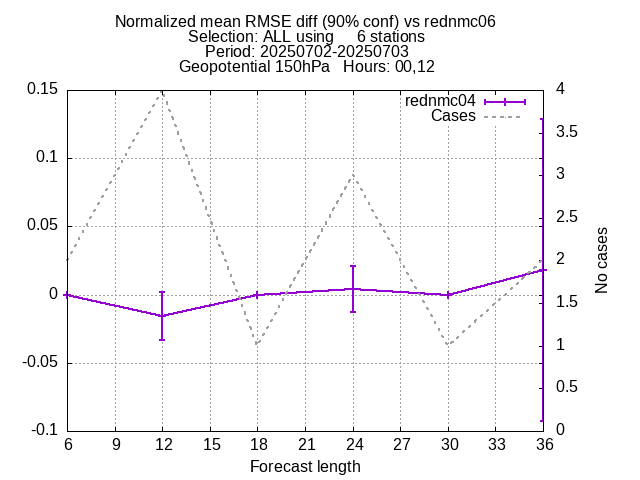 Normalized mean RMSE diff (90% conf) vs rednmc06
Selection: ALL using     6 stations
Period: 20250702-20250703
Geopotential 150hPa   Hours: 00,12
rednmc04
Cases
0.15
0.1
0.05
0
-0.05
-0.1
4
3.5
3
2.5
2
1.5
1
0.5
0
No cases
6 9 12 15 18 21 24 27 30 33 36
Forecast length